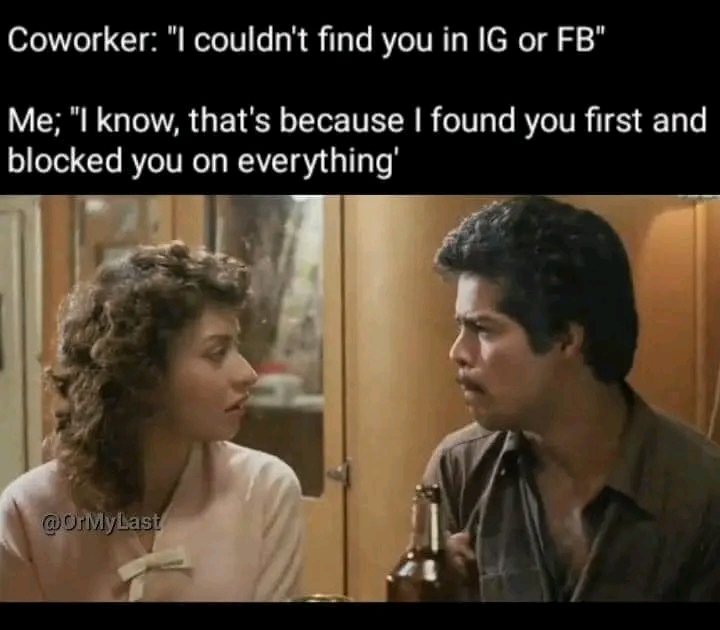 Coworker: "I couldn't find you in IG or FB"
Me; "I know, that's because I found you first and
blocked you on everything'
@OrMyLast